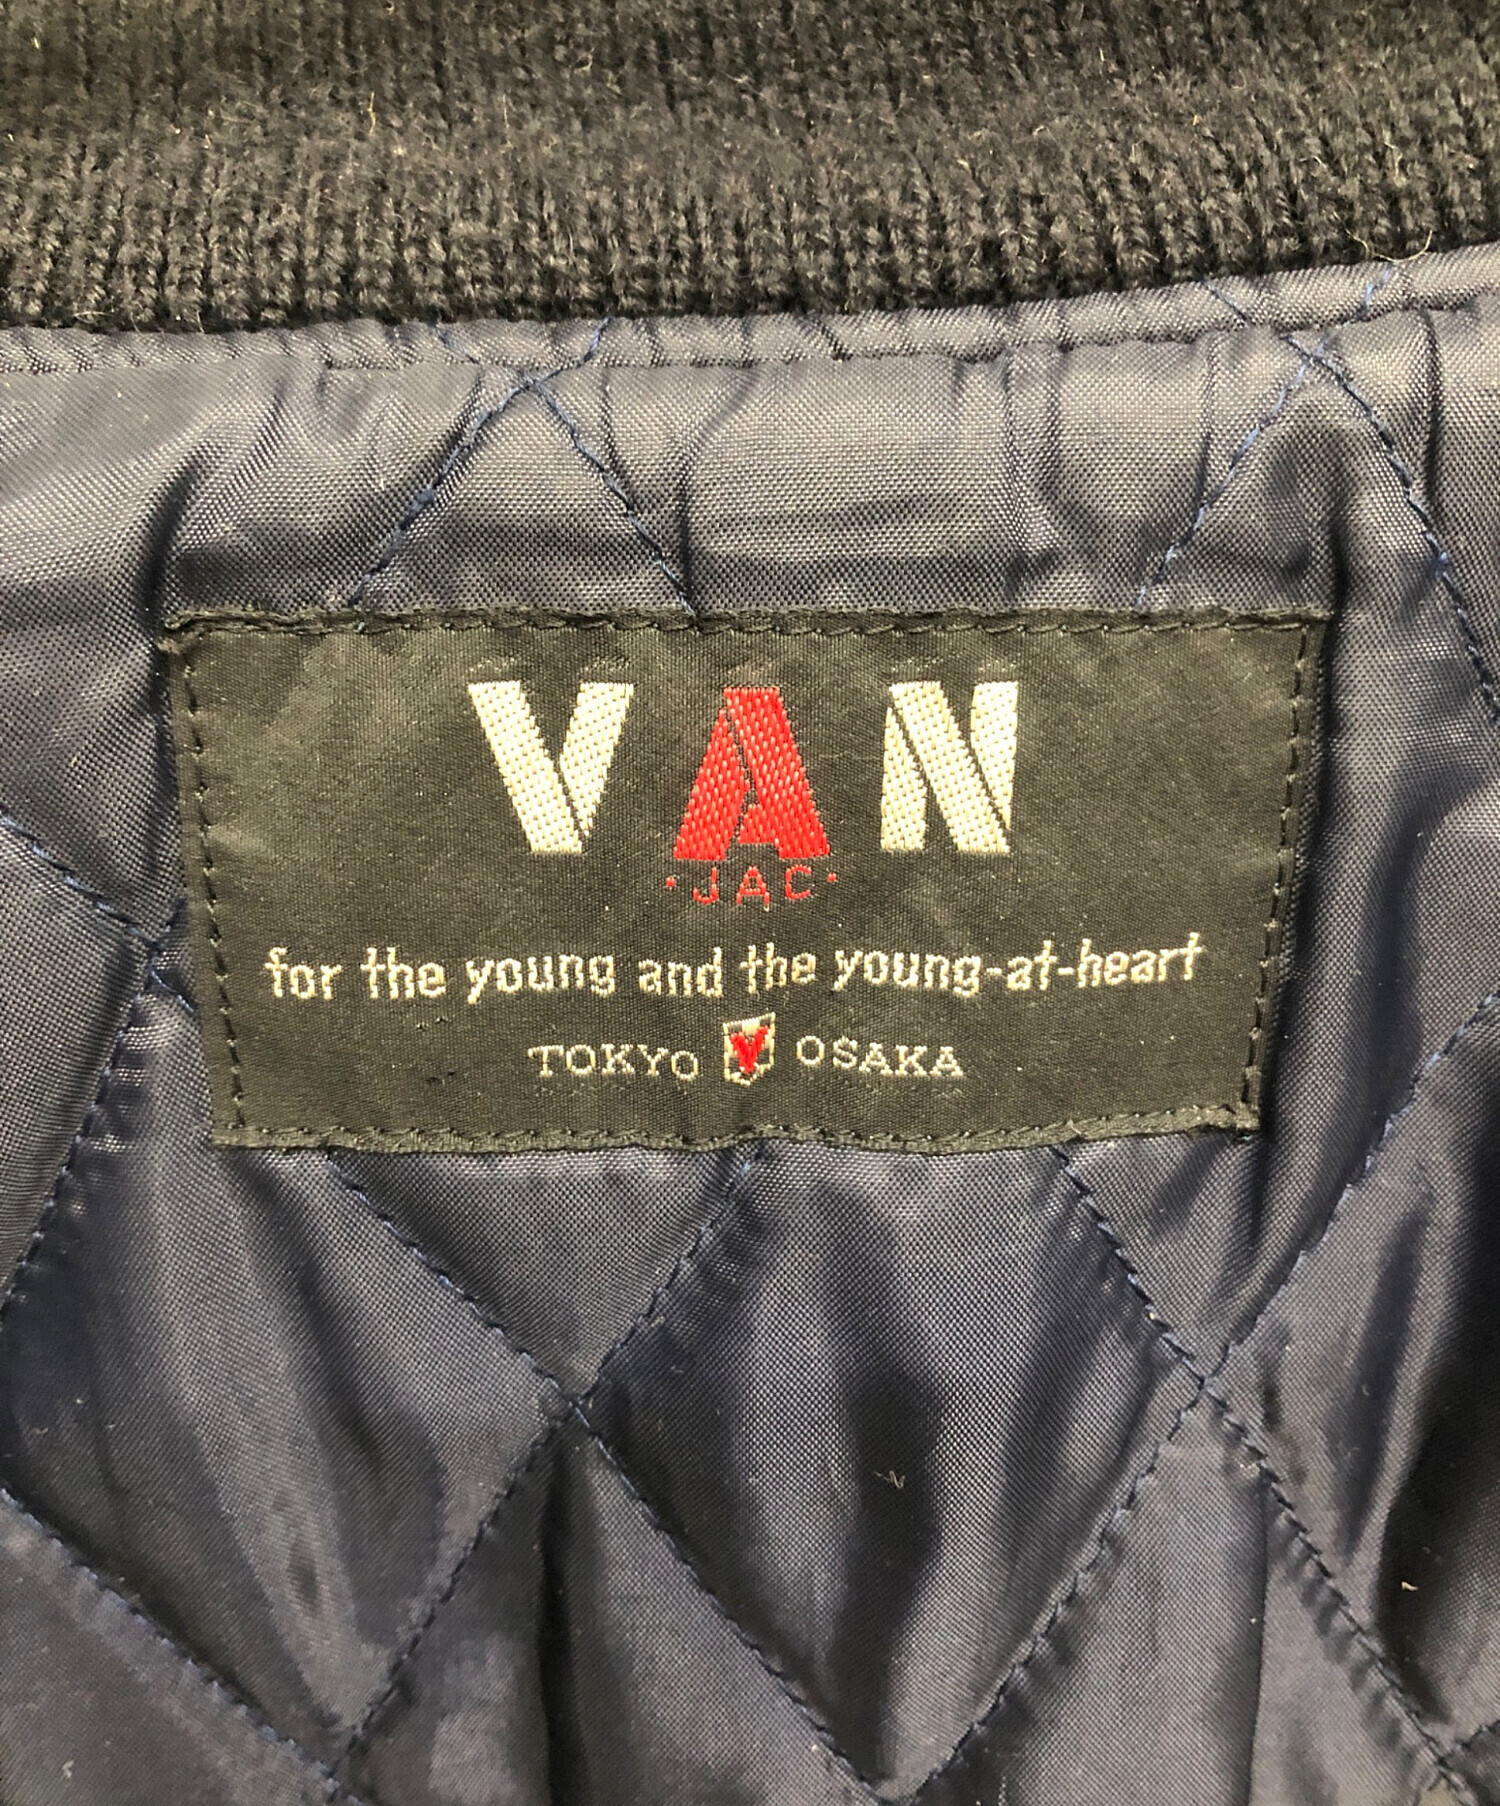 VAN
·JAC·
for the young and the young-at-heart
TOKYO V OSAKA